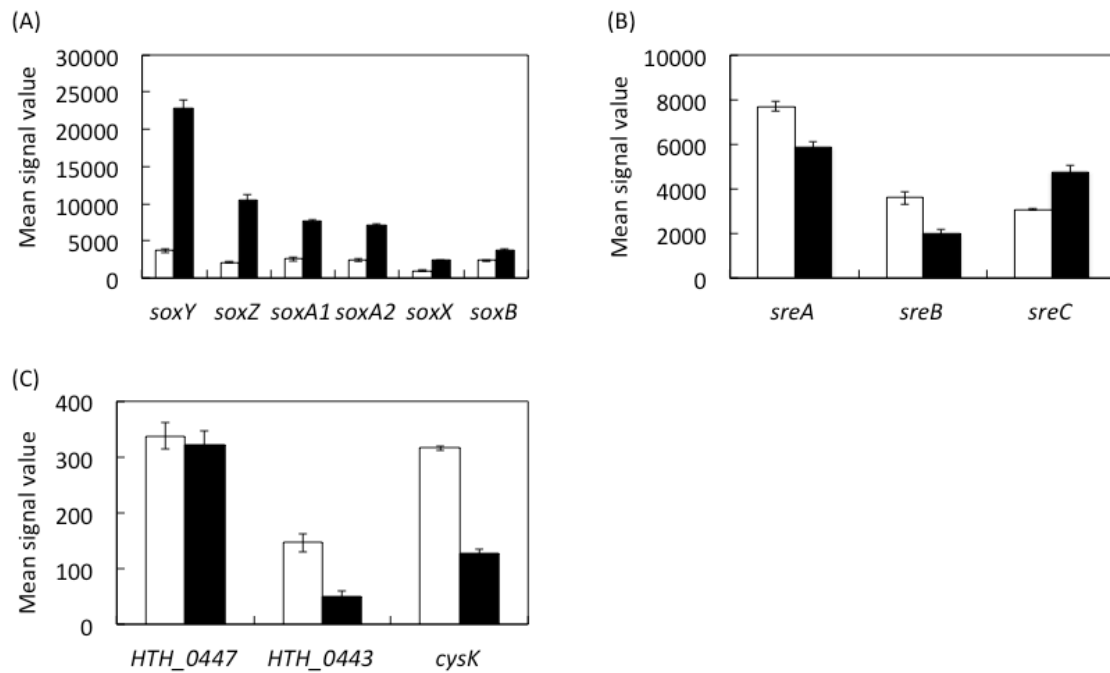 (A)
Mean signal value
30000
25000
20000
15000
10000
5000
0
soxY soxZ soxA1 soxA2 soxX soxB
(B)
Mean signal value
10000
8000
6000
4000
2000
0
sreA sreB sreC
(C)
Mean signal value
400
300
200
100
0
HTH_0447 HTH_0443 cysK